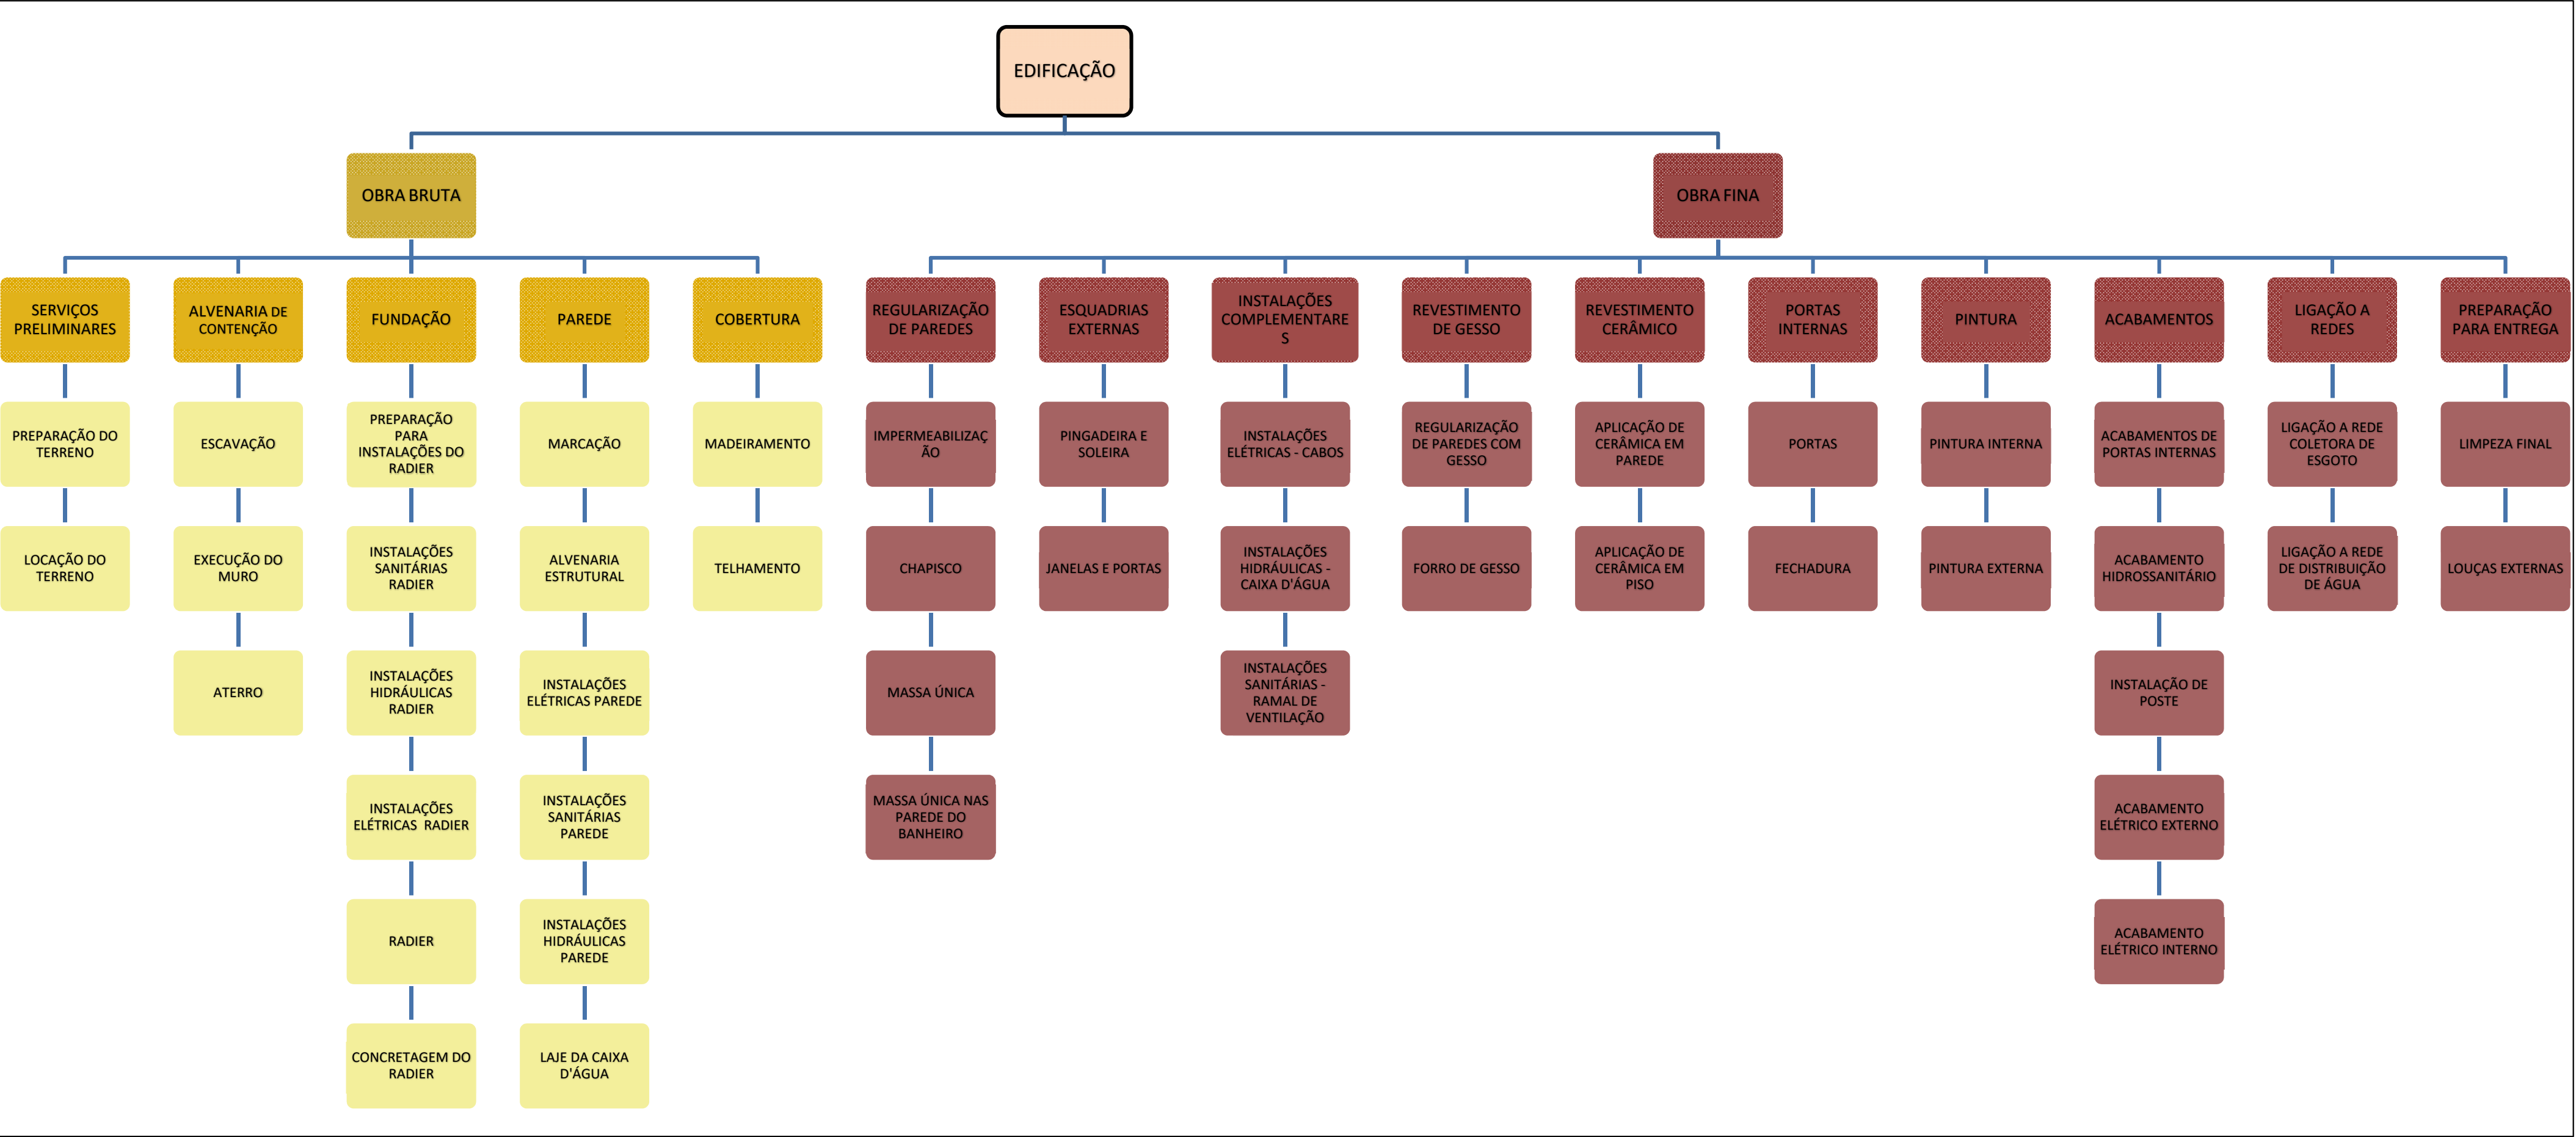 EDIFICAÇÃO
OBRA BRUTA
OBRA FINA
SERVIÇOS
PRELIMINARES
ALVENARIA DE
CONTENÇÃO
FUNDAÇÃO
PAREDE
COBERTURA
REGULARIZAÇÃO
DE PAREDES
ESQUADRIAS
EXTERNAS
INSTALAÇÕES
COMPLEMENTARE
S
REVESTIMENTO
DE GESSO
REVESTIMENTO
CERÂMICO
PORTAS
INTERNAS
PINTURA
ACABAMENTOS
LIGAÇÃO A
REDES
PREPARAÇÃO
PARA ENTREGA
PREPARAÇÃO DO
TERRENO
ESCAVAÇÃO
PREPARAÇÃO
PARA
INSTALAÇÕES DO
RADIER
MARCAÇÃO
MADEIRAMENTO
IMPERMEABILIZAÇ
ÃO
PINGADEIRA E
SOLEIRA
INSTALAÇÕES
ELÉTRICAS - CABOS
REGULARIZAÇÃO
DE PAREDES COM
GESSO
APLICAÇÃO DE
CERÂMICA EM
PAREDE
PORTAS
PINTURA INTERNA
ACABAMENTOS DE
PORTAS INTERNAS
LIGAÇÃO A REDE
COLETORA DE
ESGOTO
LIMPEZA FINAL
LOCAÇÃO DO
TERRENO
EXECUÇÃO DO
MURO
INSTALAÇÕES
SANITÁRIAS
RADIER
ALVENARIA
ESTRUTURAL
TELHAMENTO
CHAPISCO
JANELAS E PORTAS
INSTALAÇÕES
HIDRÁULICAS -
CAIXA D'ÁGUA
FORRO DE GESSO
APLICAÇÃO DE
CERÂMICA EM
PISO
FECHADURA
PINTURA EXTERNA
ACABAMENTO
HIDROSSANITÁRIO
LIGAÇÃO A REDE
DE DISTRIBUIÇÃO
DE ÁGUA
LOUÇAS EXTERNAS
ATERRO
INSTALAÇÕES
HIDRÁULICAS
RADIER
INSTALAÇÕES
ELÉTRICAS PAREDE
MASSA ÚNICA
INSTALAÇÕES
SANITÁRIAS -
RAMAL DE
VENTILAÇÃO
INSTALAÇÃO DE
POSTE
INSTALAÇÕES
ELÉTRICAS  RADIER
INSTALAÇÕES
SANITÁRIAS
PAREDE
MASSA ÚNICA NAS
PAREDE DO
BANHEIRO
ACABAMENTO
ELÉTRICO EXTERNO
RADIER
INSTALAÇÕES
HIDRÁULICAS
PAREDE
ACABAMENTO
ELÉTRICO INTERNO
CONCRETAGEM DO
RADIER
LAJE DA CAIXA
D'ÁGUA